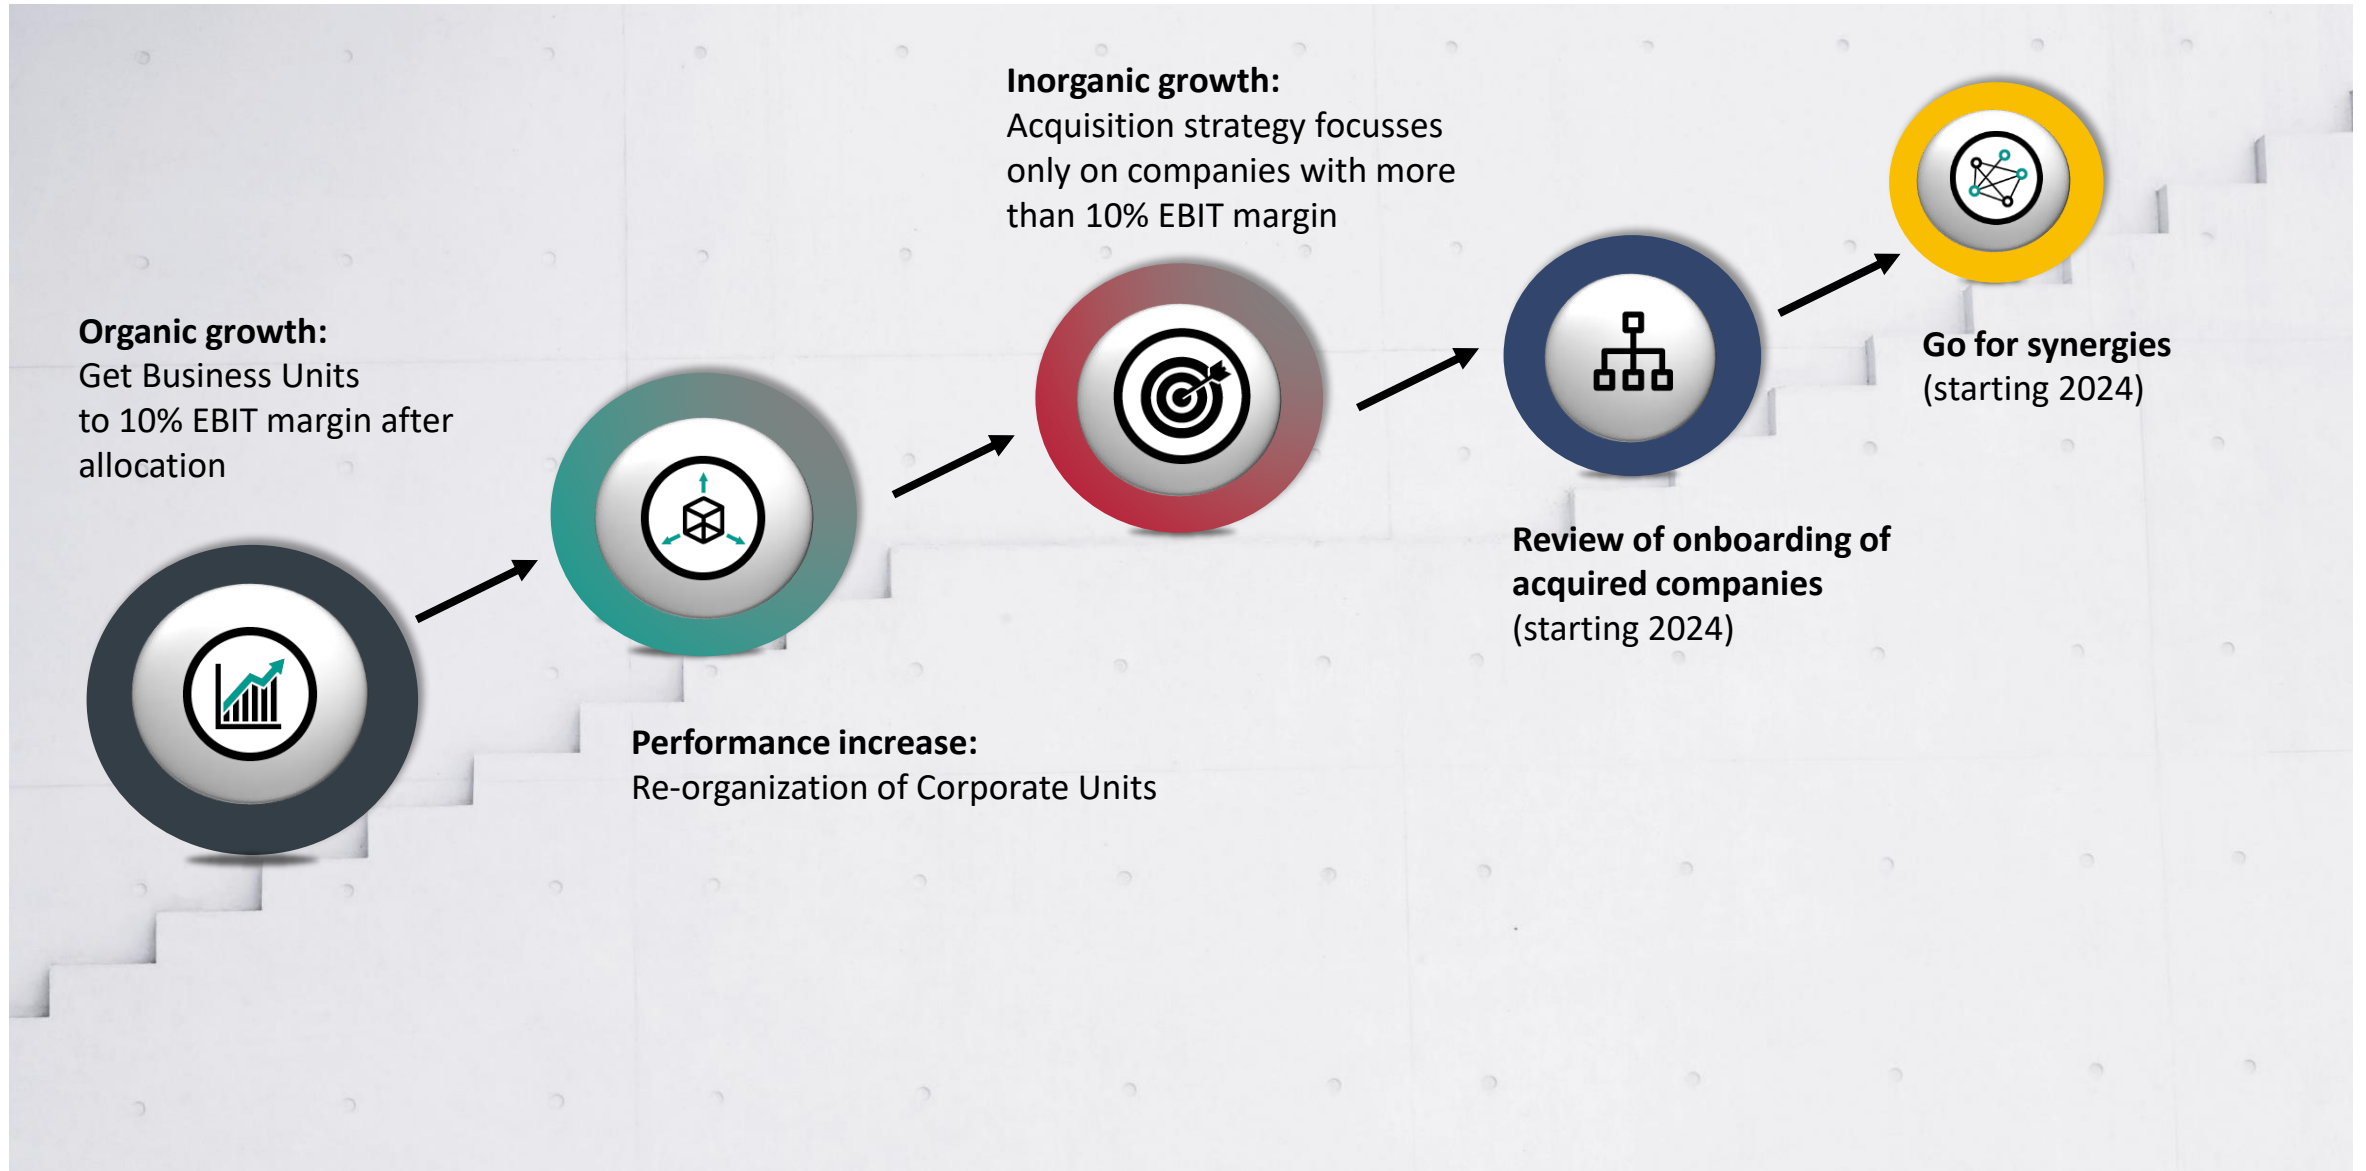 Organic growth:
Get Business Units
to 10% EBIT margin after
allocation
Performance increase:
Re-organization of Corporate Units
Inorganic growth:
Acquisition strategy focusses
only on companies with more
than 10% EBIT margin
Review of onboarding of
acquired companies
(starting 2024)
Go for synergies
(starting 2024)